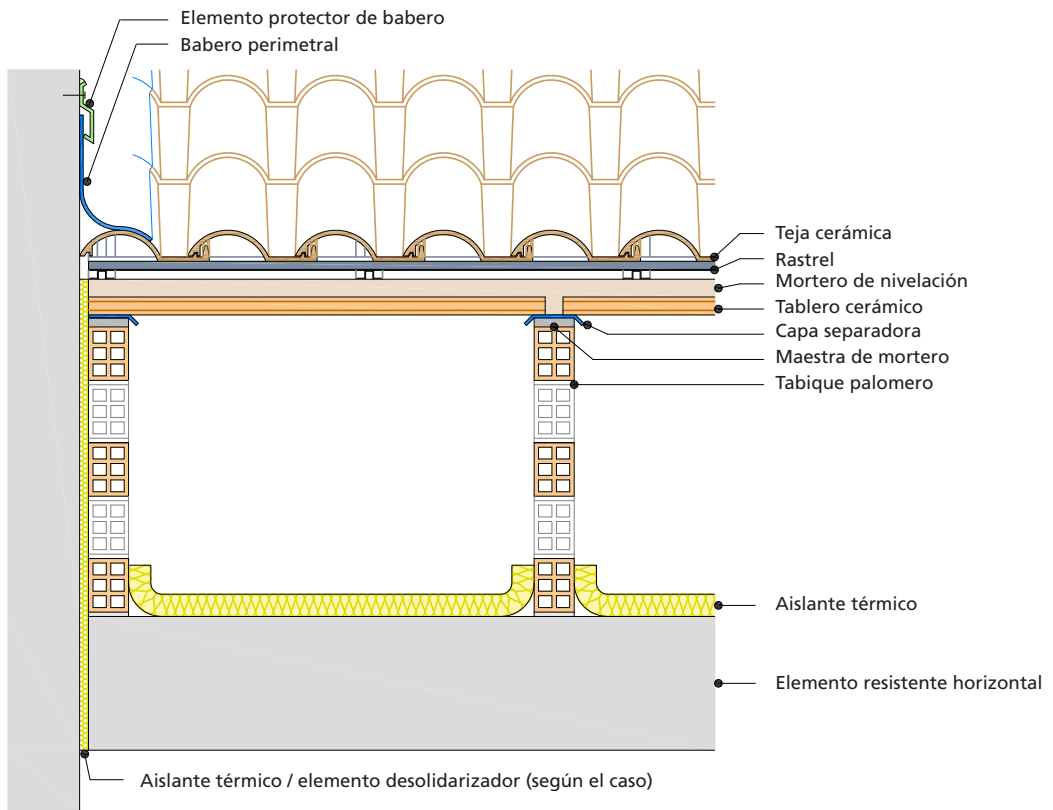 Elemento protector de babero
Babero perimetral
Teja cerámica
Rastrel
Mortero de nivelación
Tablero cerámico
Capa separadora
Maestra de mortero
Tabique palomero
Aislante térmico
Elemento resistente horizontal
Aislante térmico / elemento desolidarizador (según el caso)